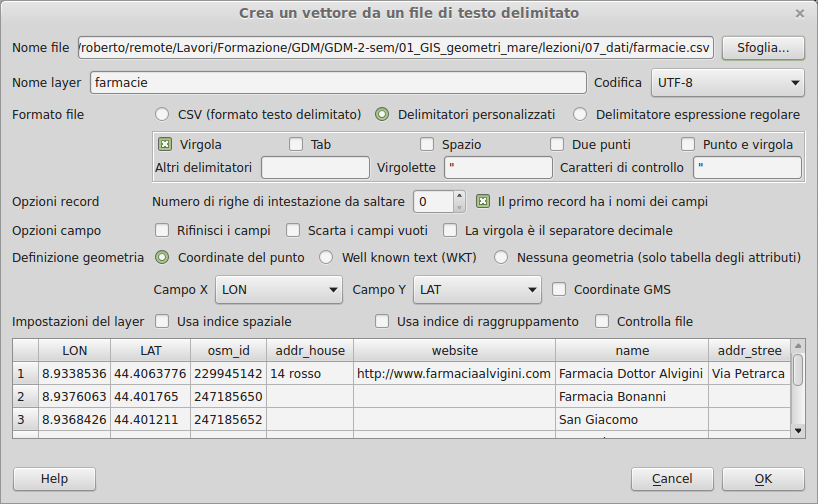 Crea un vettore da un file di testo delimitato
Nome file /roberto/remote/Lavori/Formazione/GDM/GDM-2-sem/01_GIS_geometri_mare/lezioni/07_dati/farmacie.csv Sfoglia...
Nome layer farmacie Codifica UTF-8
Formato file CSV (formato testo delimitato) Delimitatori personalizzati Delimitatore espressione regolare
Virgola Tab Spazio Due punti Punto e virgola
Altri delimitatori Virgolette " Caratteri di controllo "
Opzioni record Numero di righe di intestazione da saltare 0 Il primo record ha i nomi dei campi
Opzioni campo Rifinisci i campi Scarta i campi vuoti La virgola è il separatore decimale
Definizione geometria Coordinate del punto Well known text (WKT) Nessuna geometria (solo tabella degli attributi)
Campo X LON Campo Y LAT Coordinate GMS
Impostazioni del layer Usa indice spaziale Usa indice di raggruppamento Controlla file
LON LAT osm_id addr_house website name addr_stree
1 8.9338536 44.4063776 229945142 14 rosso http://www.farmaciaalvigini.com Farmacia Dottor Alvigini Via Petrarca
2 8.9376063 44.401765 247185650 Farmacia Bonanni
3 8.9368426 44.401211 247185652 San Giacomo
Help Cancel OK